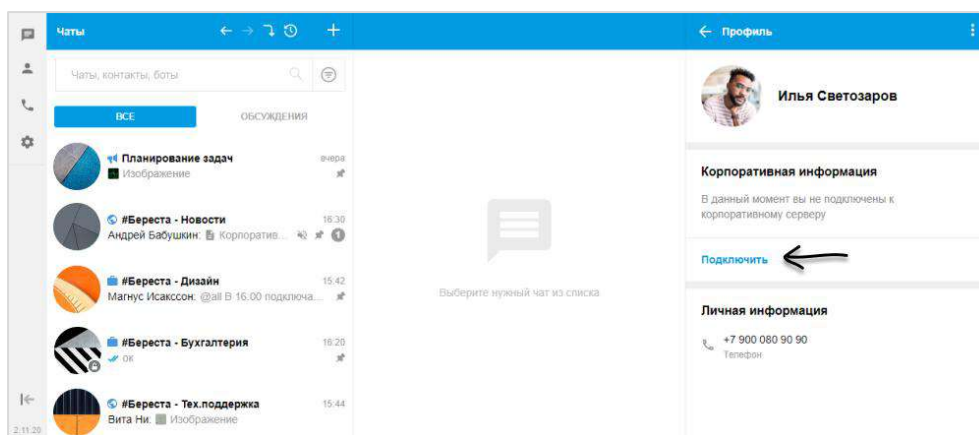 Чаты
Чаты, контакты, боты
ВСЕ
ОБСУЖДЕНИЯ
Планирование задач
вчера
Изображение
#Береста - Новости
16:30
Андрей Бабушкин: Корпоратив...
1
#Береста - Дизайн
15:42
Магнус Исакссон: @all В 16.00 подключа...
#Береста - Бухгалтерия
16:20
ок
#Береста - Тех.поддержка
15:44
Вита Ни: Изображение
2.11.20
Выберите нужный чат из списка
Профиль
Илья Светозаров
Корпоративная информация
В данный момент вы не подключены к
корпоративному серверу
Подключить
Личная информация
+7 900 080 90 90
Телефон